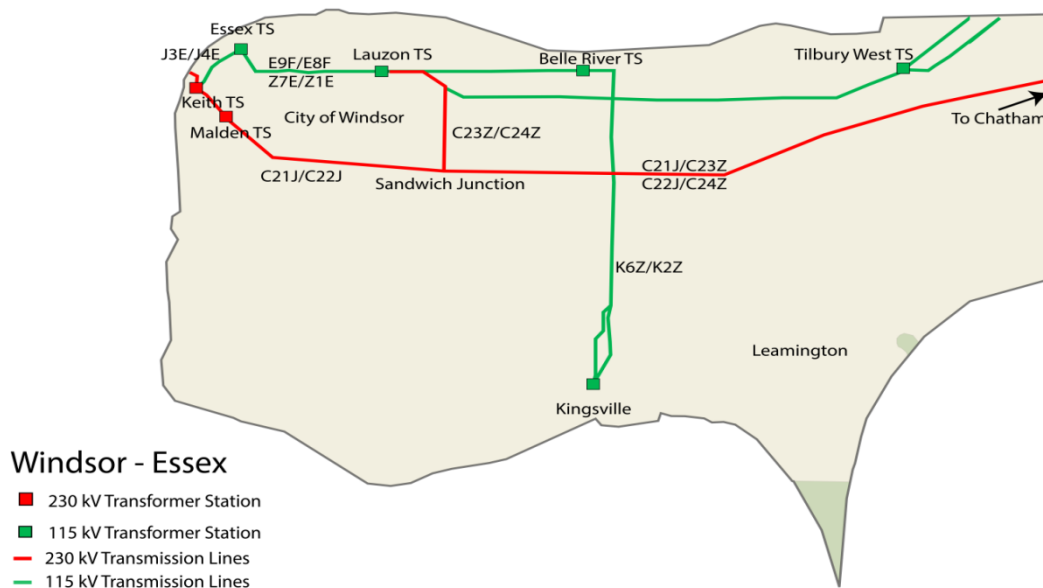 Essex TS
J3E/J4E
E9F/E8F
Z7E/Z1E
Lauzon TS
Belle River TS
Tilbury West TS
Keith TS
City of Windsor
Malden TS
C23Z/C24Z
To Chatham
C21J/C22J
Sandwich Junction
C21J/C23Z
C22J/C24Z
K6Z/K2Z
Leamington
Kingsville
Windsor - Essex
230 kV Transformer Station
115 kV Transformer Station
230 kV Transmission Lines
115 kV Transmission Lines